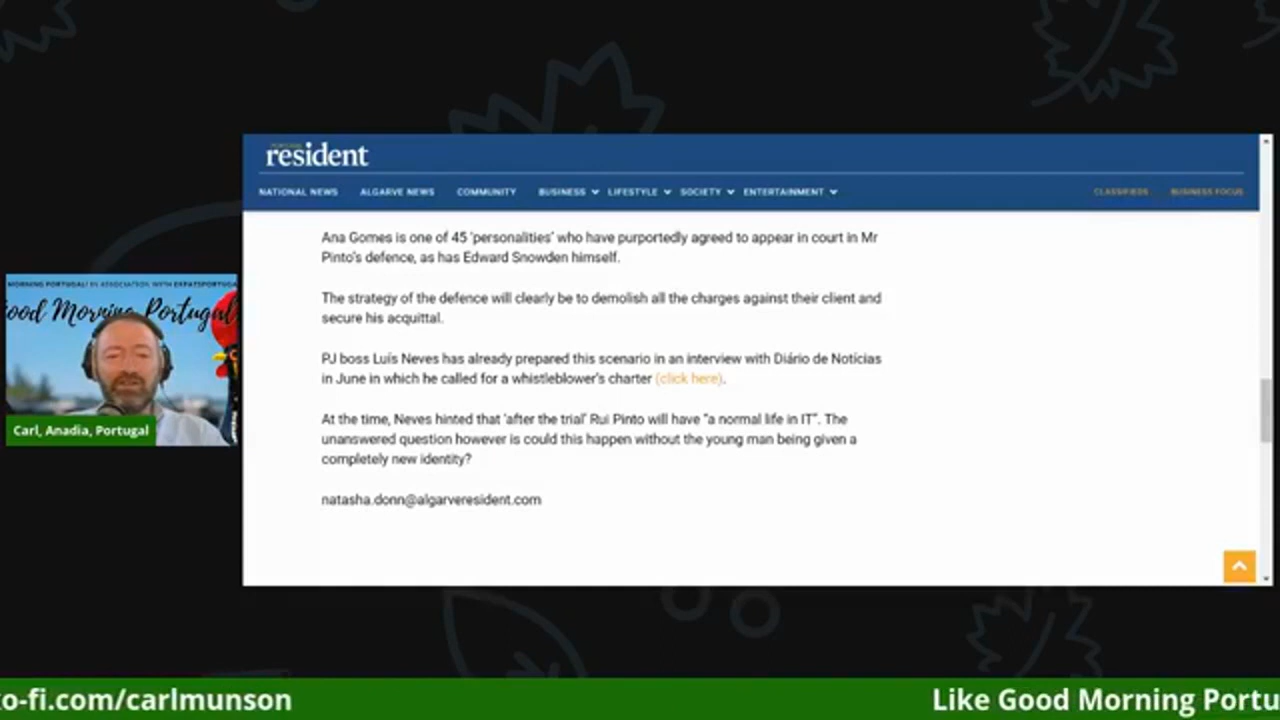 resident
NATIONAL NEWS ALGARVE NEWS COMMUNITY BUSINESS LIFESTYLE SOCIETY ENTERTAINMENT CLASSIFIEDS BUSINESS FOCUS
Ana Gomes is one of 45 'personalities' who have purportedly agreed to appear in court in Mr
Pinto's defence, as has Edward Snowden himself.
The strategy of the defence will clearly be to demolish all the charges against their client and
secure his acquittal.
PJ boss Luís Neves has already prepared this scenario in an interview with Diário de Notícias
in June in which he called for a whistleblower's charter (click here).
At the time, Neves hinted that 'after the trial' Rui Pinto will have "a normal life in IT". The
unanswered question however is could this happen without the young man being given a
completely new identity?
natasha.donn@algarveresident.com
MORNING PORTUGAL! IN ASSOCIATION WITH EXPATSPORTUGA
ood Morning Portugal
Carl, Anadia, Portugal
o-fi.com/carlmunson
Like Good Morning Portu